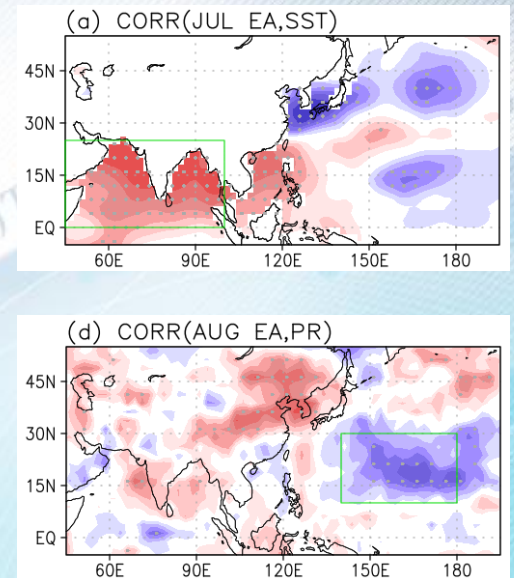 (a) CORR(JUL EA,SST)
45N
30N
15N
EQ
60E 90E 120E 150E 180
(d) CORR(AUG EA,PR)
45N
30N
15N
EQ
60E 90E 120E 150E 180